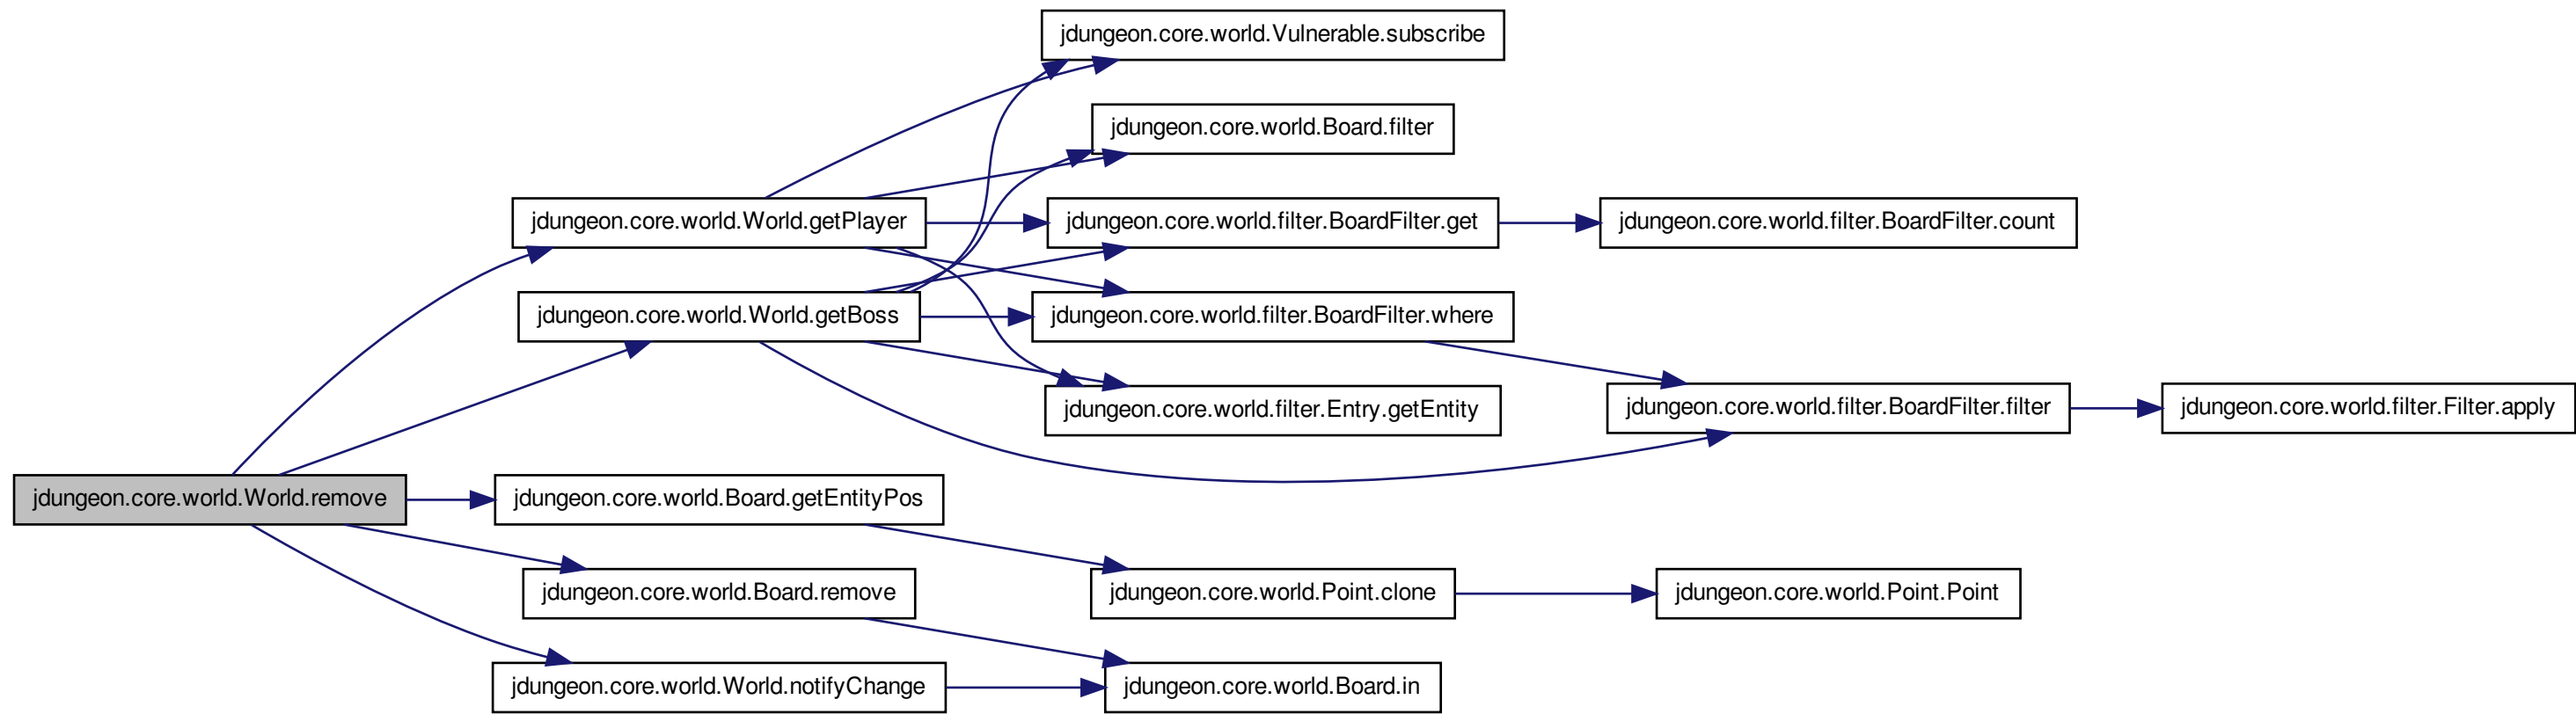 jdungeon.core.world.Vulnerable.subscribe
jdungeon.core.world.Board.filter
jdungeon.core.world.World.getPlayer
jdungeon.core.world.filter.BoardFilter.get
jdungeon.core.world.filter.BoardFilter.count
jdungeon.core.world.World.getBoss
jdungeon.core.world.filter.BoardFilter.where
jdungeon.core.world.filter.Entry.getEntity
jdungeon.core.world.filter.BoardFilter.filter
jdungeon.core.world.filter.Filter.apply
jdungeon.core.world.World.remove
jdungeon.core.world.Board.getEntityPos
jdungeon.core.world.Board.remove
jdungeon.core.world.Point.clone
jdungeon.core.world.Point.Point
jdungeon.core.world.World.notifyChange
jdungeon.core.world.Board.in